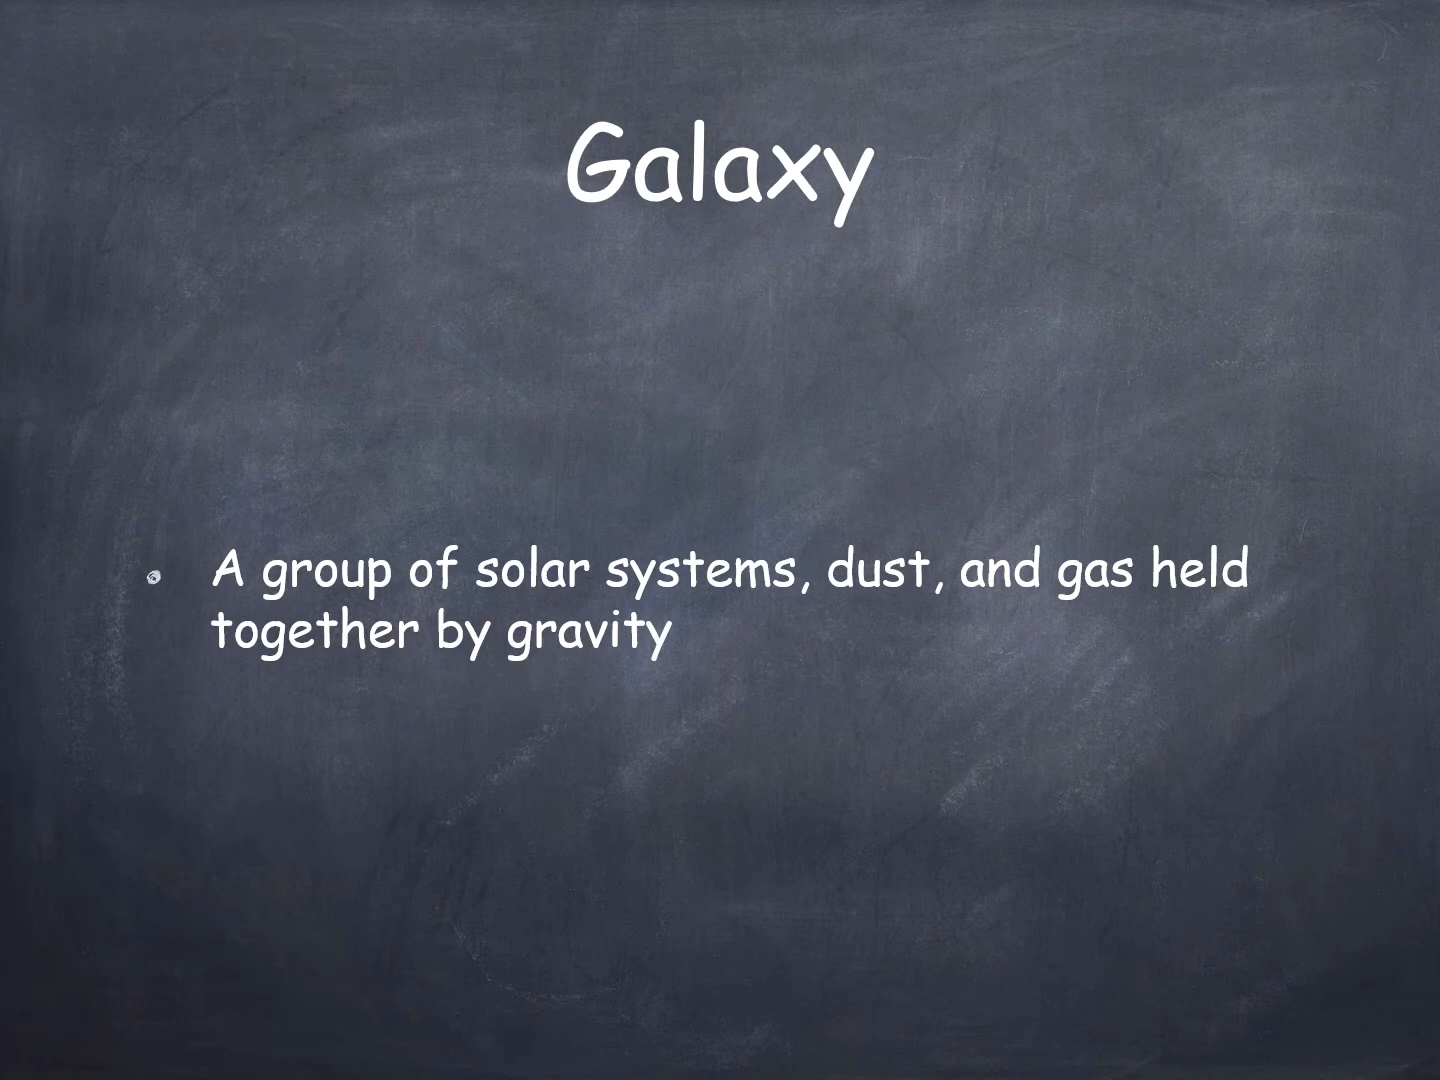 Galaxy
A group of solar systems, dust, and gas held
together by gravity